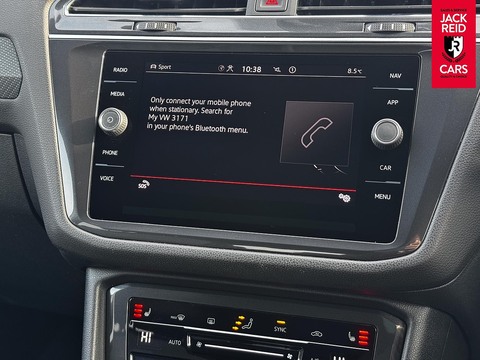 JACK
REID
CARS
RADIO
Sport
10:38
8.5°C
NAV
MEDIA
APP
Only connect your mobile phone
when stationary. Search for
My VW 3171
in your phone's Bluetooth menu.
PHONE
CAR
VOICE
SOS
MENU
HI
AUTO
SYNC
HI